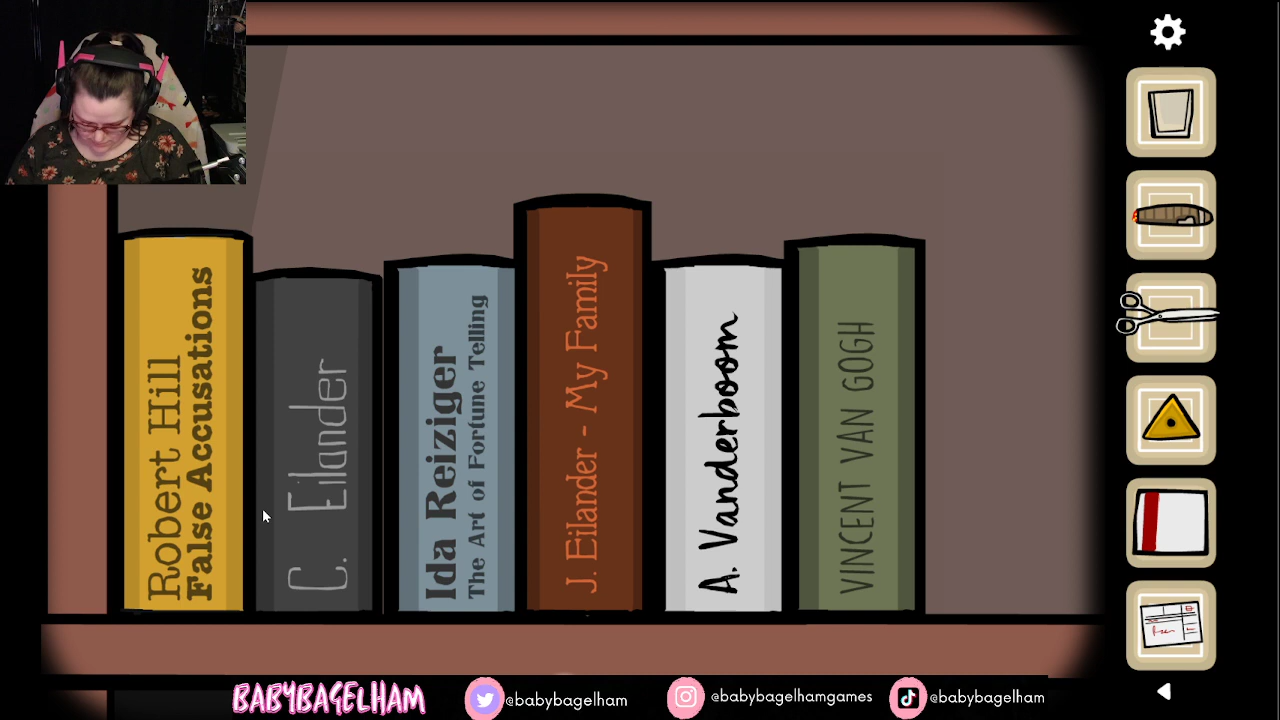 Robert Hill
False Accusations
C. Eilander
Ida Reiziger
The Art of Fortune Telling
J. Eilander - My Family
A. Vanderboom
VINCENT VAN GOGH
BABYBAGELHAM
@babybagelham
@babybagelhamgames
@babybagelham